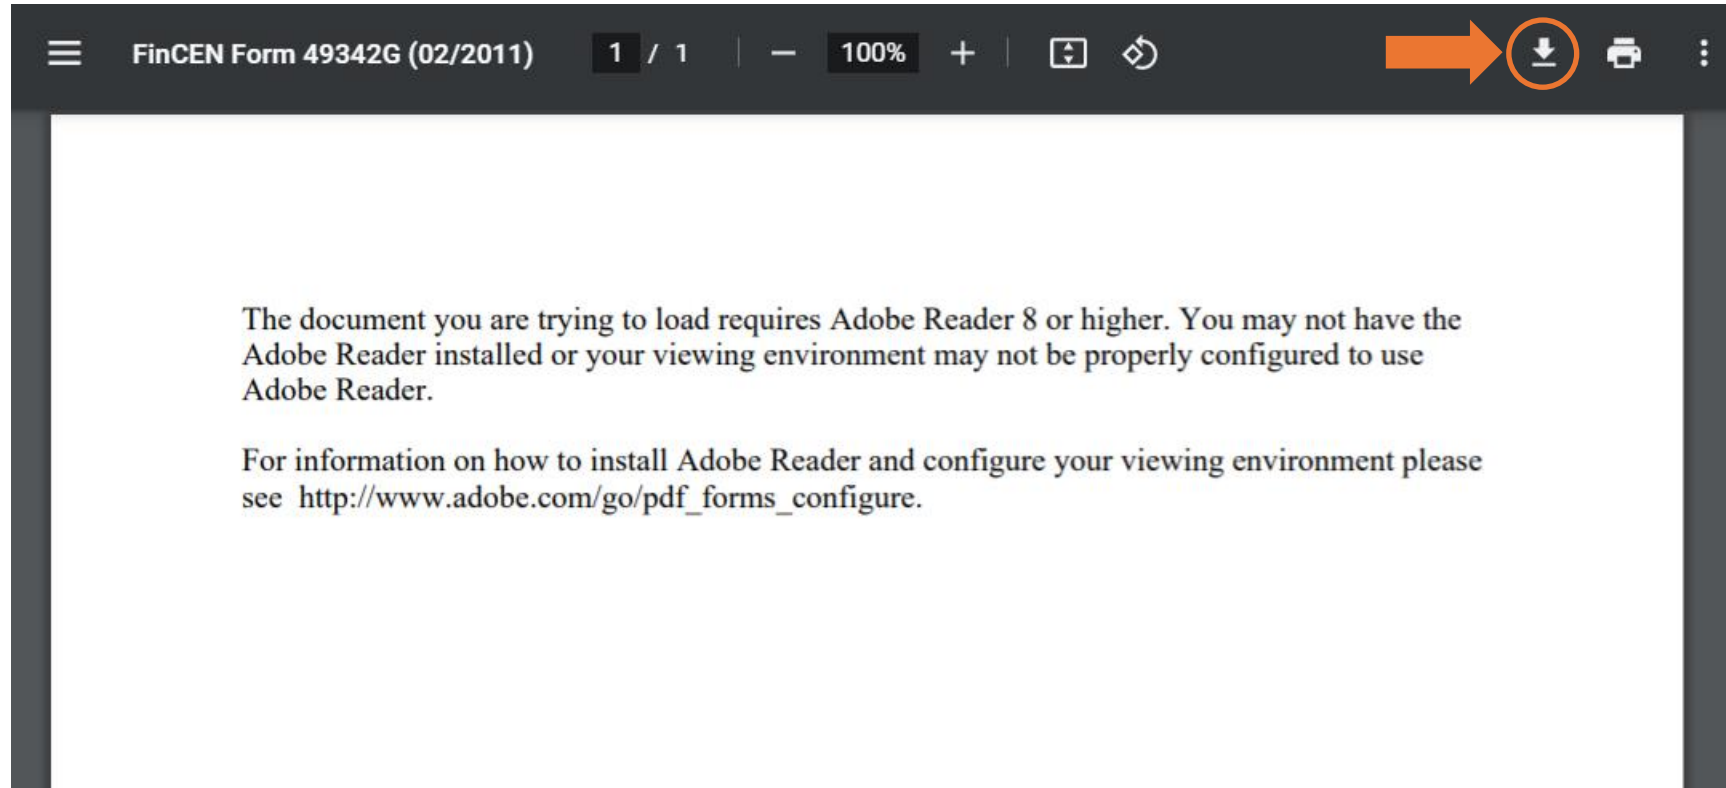 FinCEN Form 49342G (02/2011) 1 / 1 100%
The document you are trying to load requires Adobe Reader 8 or higher. You may not have the
Adobe Reader installed or your viewing environment may not be properly configured to use
Adobe Reader.
For information on how to install Adobe Reader and configure your viewing environment please
see http://www.adobe.com/go/pdf_forms_configure.